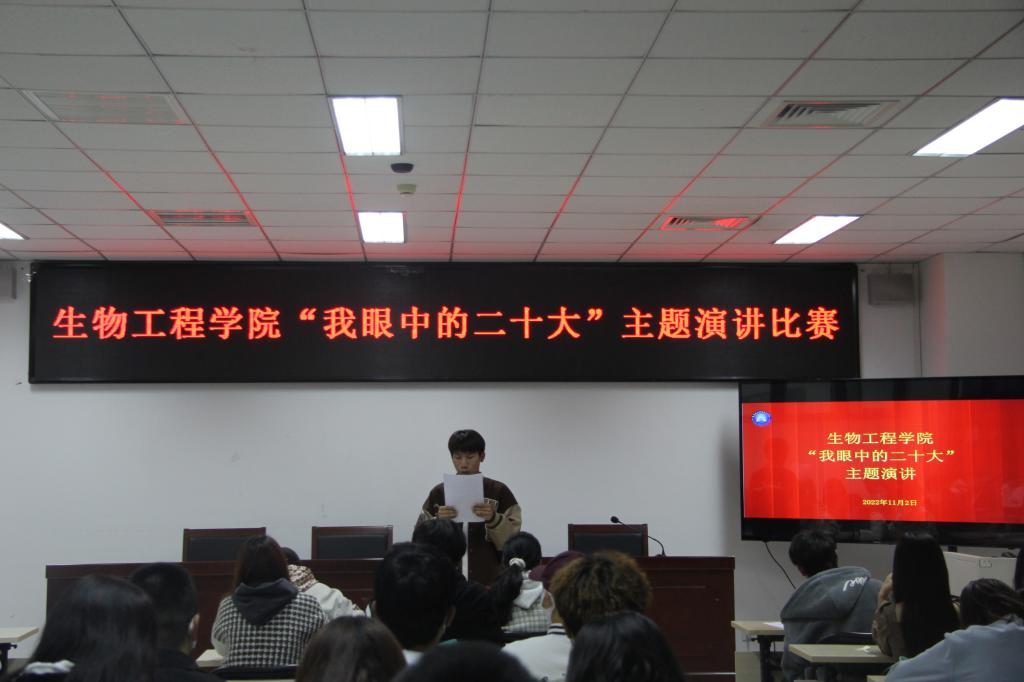 生物工程学院“我眼中的二十大”主题演讲比赛
生物工程学院
“我眼中的二十大”
主题演讲
2022年11月2日